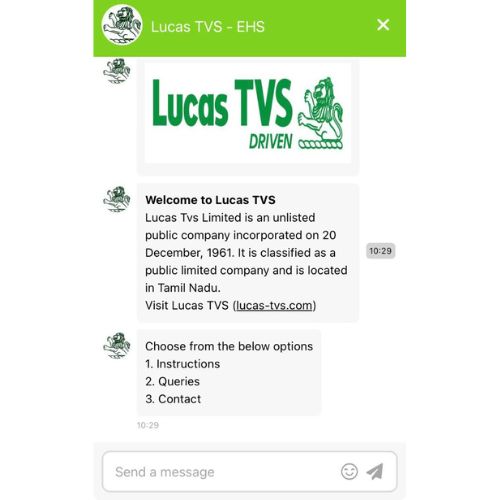 Lucas TVS - EHS
Lucas TVS
DRIVEN
Welcome to Lucas TVS
Lucas Tvs Limited is an unlisted
public company incorporated on 20
December, 1961. It is classified as a
public limited company and is located
in Tamil Nadu.
Visit Lucas TVS (lucas-tvs.com)
10:29
Choose from the below options
1. Instructions
2. Queries
3. Contact
10:29
Send a message